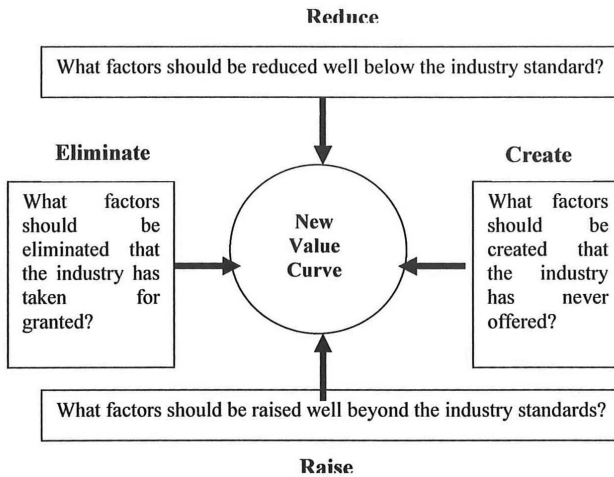 Reduce
What factors should be reduced well below the industry standard?
Eliminate
What factors
should be
eliminated that
the industry has
taken for
granted?
New
Value
Curve
Create
What factors
should be
created that
the industry
has never
offered?
What factors should be raised well beyond the industry standards?
Raise